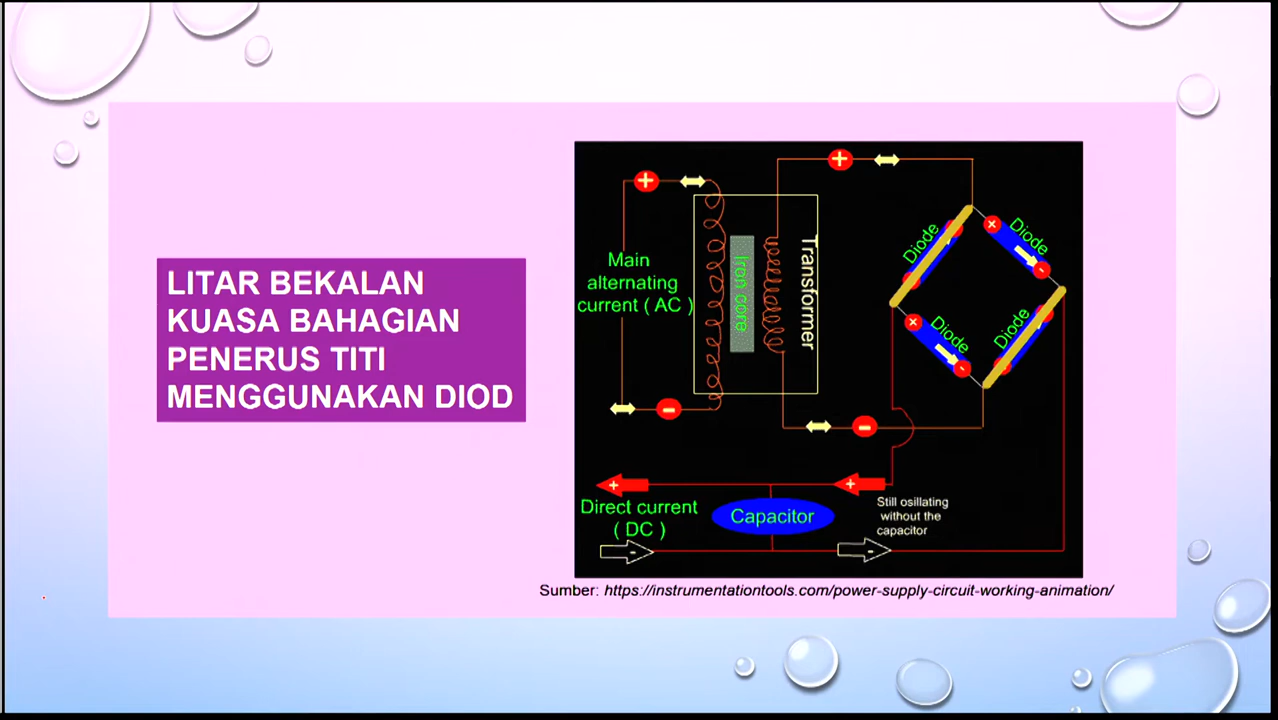 LITAR BEKALAN
KUASA BAHAGIAN
PENERUS TITI
MENGGUNAKAN DIOD
+
+
Main
alternating
current ( AC )
Iron core
Transformer
Diode
+
Diode
-
+
Diode
-
Diode
-
-
+
+
Direct current
( DC )
Capacitor
Still osillating
without the
capacitor
-
-
Sumber: https://instrumentationtools.com/power-supply-circuit-working-animation/